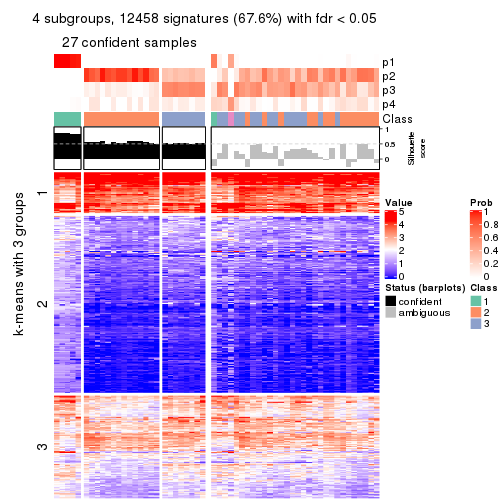 4 subgroups, 12458 signatures (67.6%) with fdr < 0.05
27 confident samples
p1
p2
p3
p4
Class
1
0.5
0
Silhouette
score
k-means with 3 groups
1
2
3
Value
5
4
3
2
1
0
Prob
1
0.8
0.6
0.4
0.2
0
Status (barplots)
confident
ambiguous
Class
1
2
3